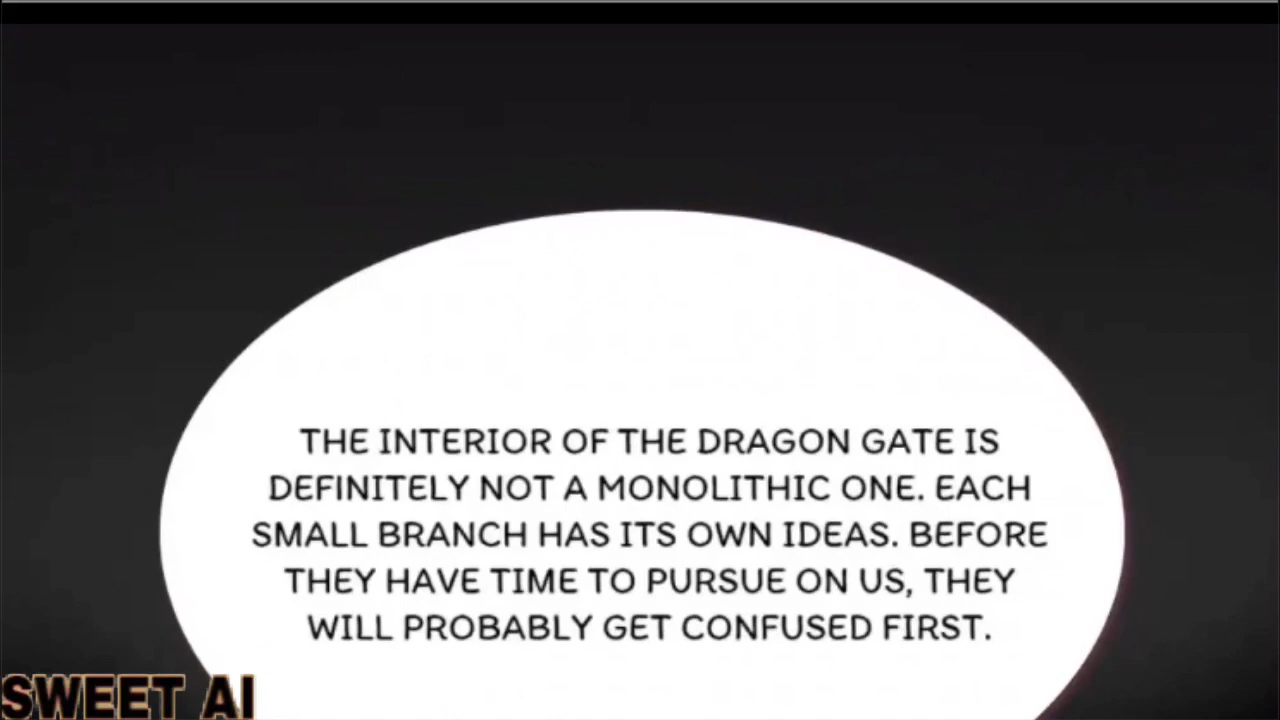 THE INTERIOR OF THE DRAGON GATE IS
DEFINITELY NOT A MONOLITHIC ONE. EACH
SMALL BRANCH HAS ITS OWN IDEAS. BEFORE
THEY HAVE TIME TO PURSUE ON US, THEY
WILL PROBABLY GET CONFUSED FIRST.
SWEET AI